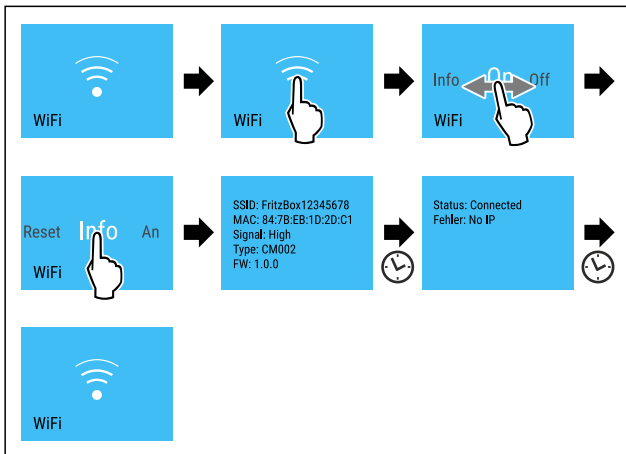 WiFi
WiFi
Info On Off
WiFi
Reset Info An
WiFi
SSID: FritzBox12345678
MAC: 84:7B:EB:1D:2D:C1
Signal: High
Type: CM002
FW: 1.0.0
Status: Connected
Fehler: No IP
WiFi